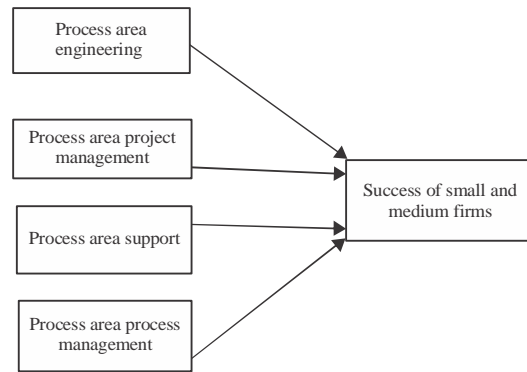 Process area
engineering
Process area project
management
Process area support
Process area process
management
Success of small and
medium firms